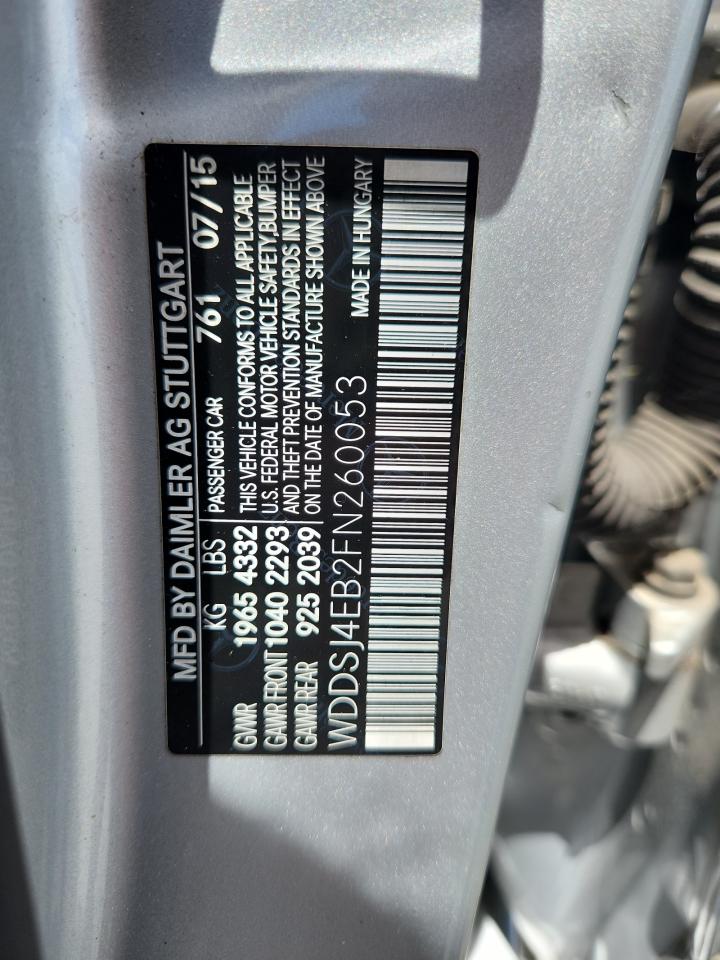 MFD BY DAIMLER AG STUTTGART
KG LBS PASSENGER CAR 761 07/15
GWR 1965 4332 THIS VEHICLE CONFORMS TO ALL APPLICABLE
GAWR FRONT 1040 2293 U.S. FEDERAL MOTOR VEHICLE SAFETY,BUMPER
GAWR REAR 925 2039 AND THEFT PREVENTION STANDARDS IN EFFECT
ON THE DATE OF MANUFACTURE SHOWN ABOVE
WDDSJ4EB2FN260053 MADE IN HUNGARY